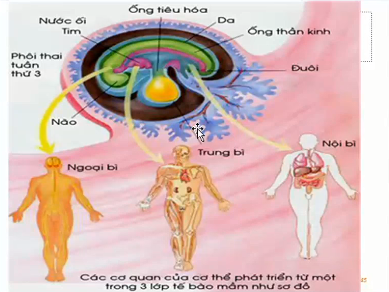 Ống tiêu hóa
Nước ối
Da
Tim
Ống thần kinh
Phôi thai
tuần
thứ 3
Đuôi
Não
Ngoại bì
Trung bì
Nội bì
Các cơ quan của cơ thể phát triển từ một
trong 3 lớp tế bào mầm như sơ đồ
45